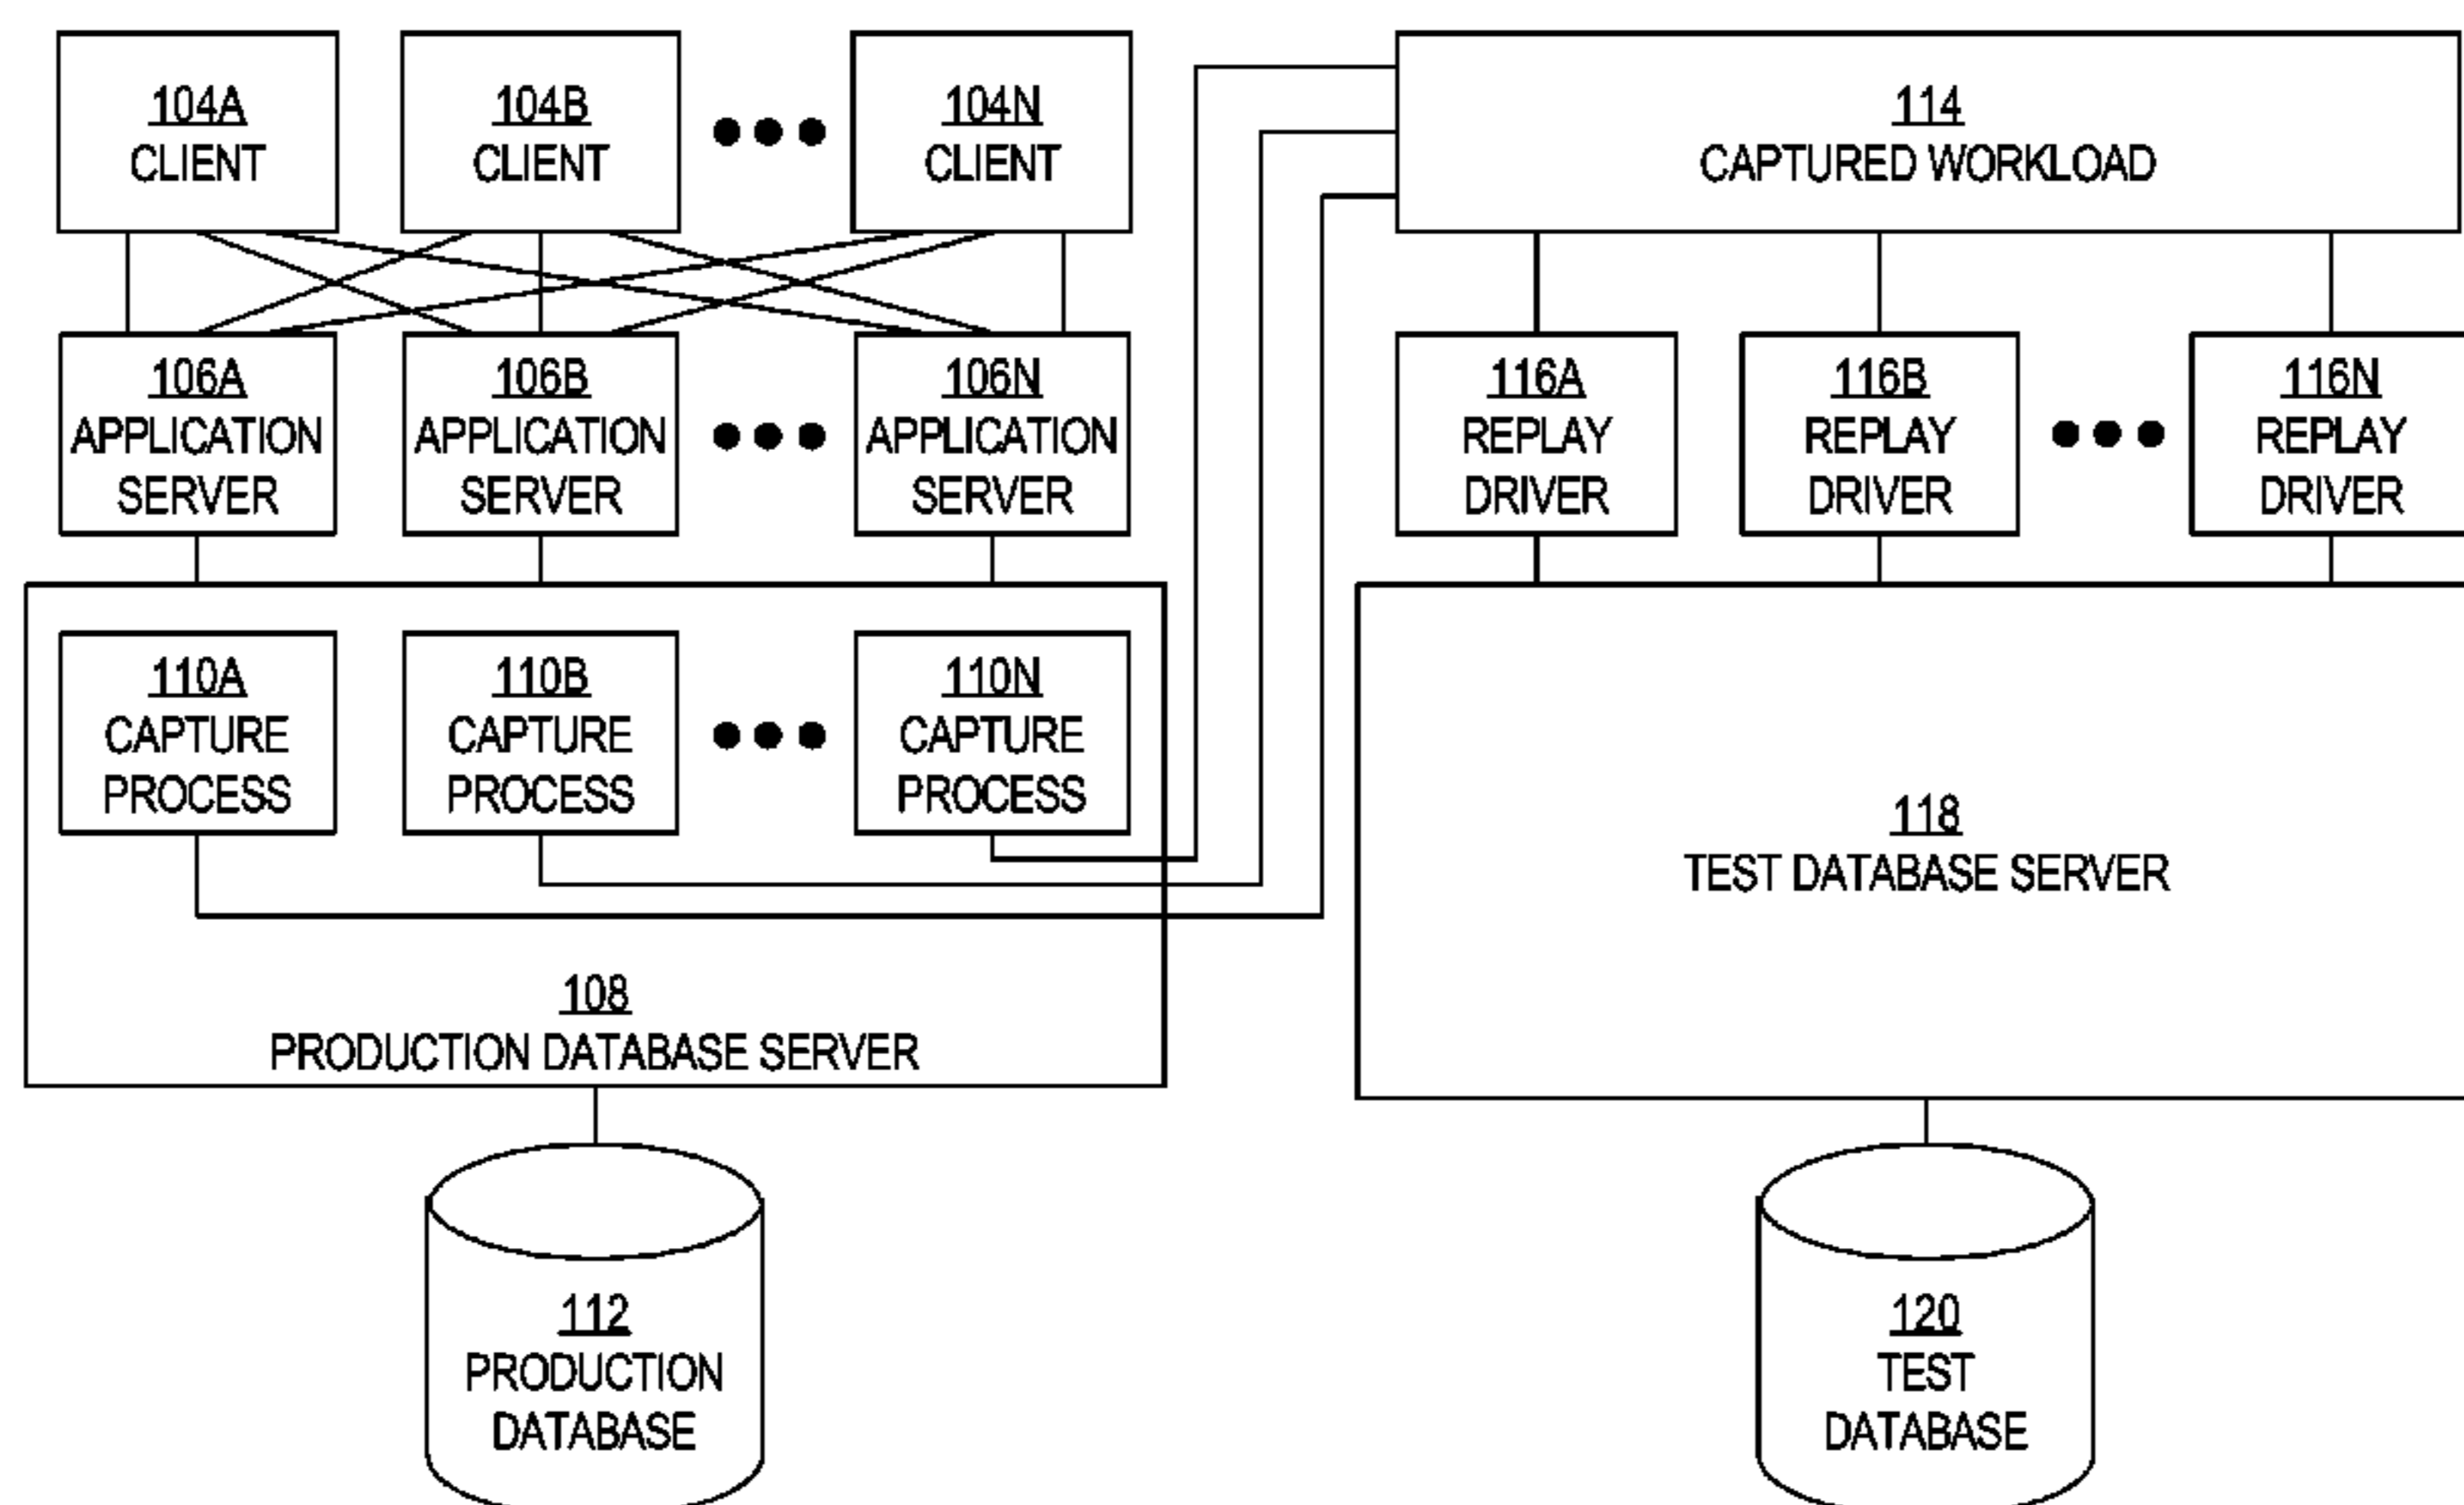 104A
CLIENT
104B
CLIENT
104N
CLIENT
114
CAPTURED WORKLOAD
106A
APPLICATION
SERVER
106B
APPLICATION
SERVER
106N
APPLICATION
SERVER
116A
REPLAY
DRIVER
116B
REPLAY
DRIVER
116N
REPLAY
DRIVER
110A
CAPTURE
PROCESS
110B
CAPTURE
PROCESS
110N
CAPTURE
PROCESS
108
PRODUCTION DATABASE SERVER
118
TEST DATABASE SERVER
112
PRODUCTION
DATABASE
120
TEST
DATABASE